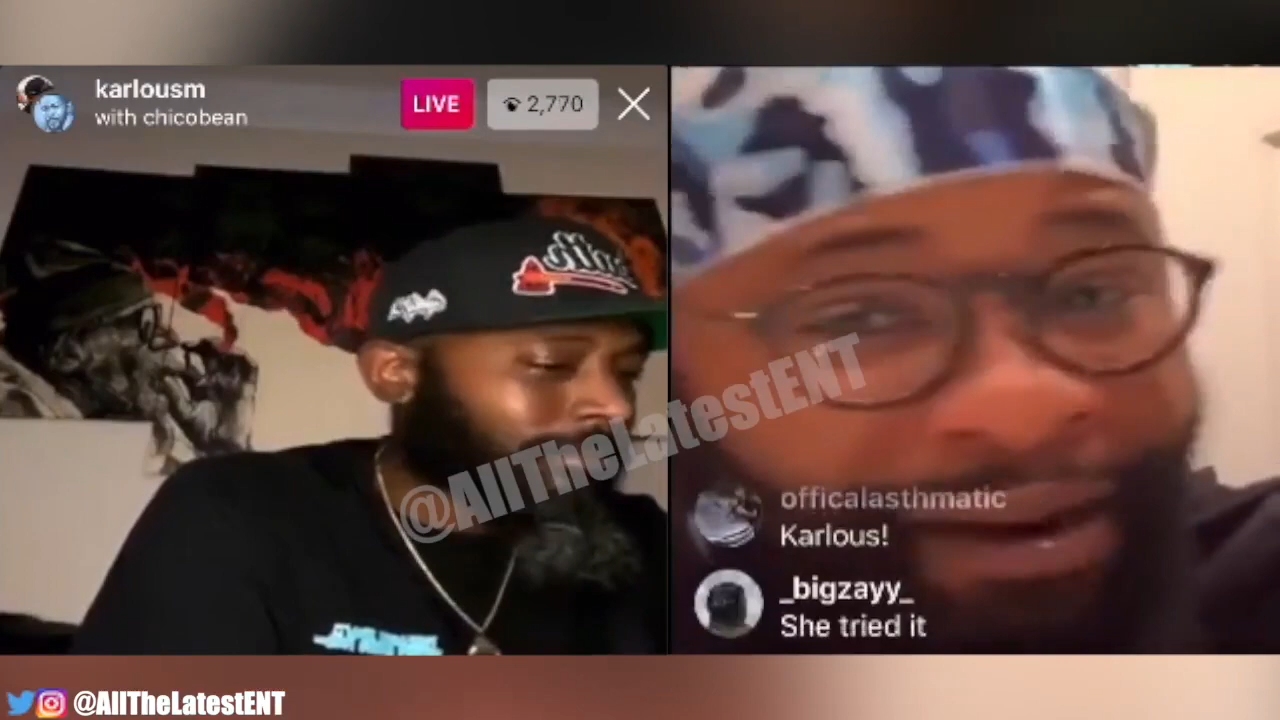 karlousm
with chicobean
LIVE
2,770
@AllTheLatestENT
officalasthmatic
Karlous!
_bigzayy_
She tried it
@AllTheLatestENT